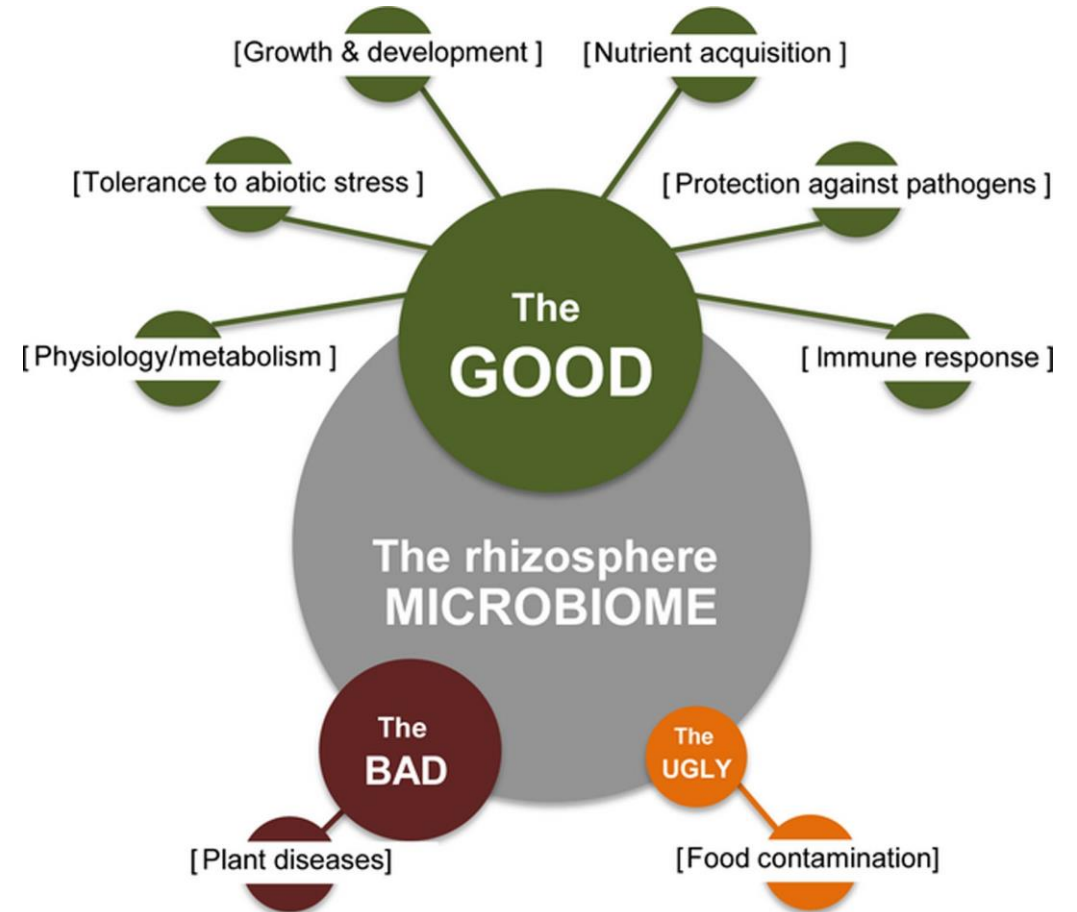 [Growth & development ]
[Nutrient acquisition ]
[Tolerance to abiotic stress ]
[Protection against pathogens ]
[Physiology/metabolism ]
[ Immune response ]
The
GOOD
The rhizosphere
MICROBIOME
The
BAD
The
UGLY
[Plant diseases]
[Food contamination]